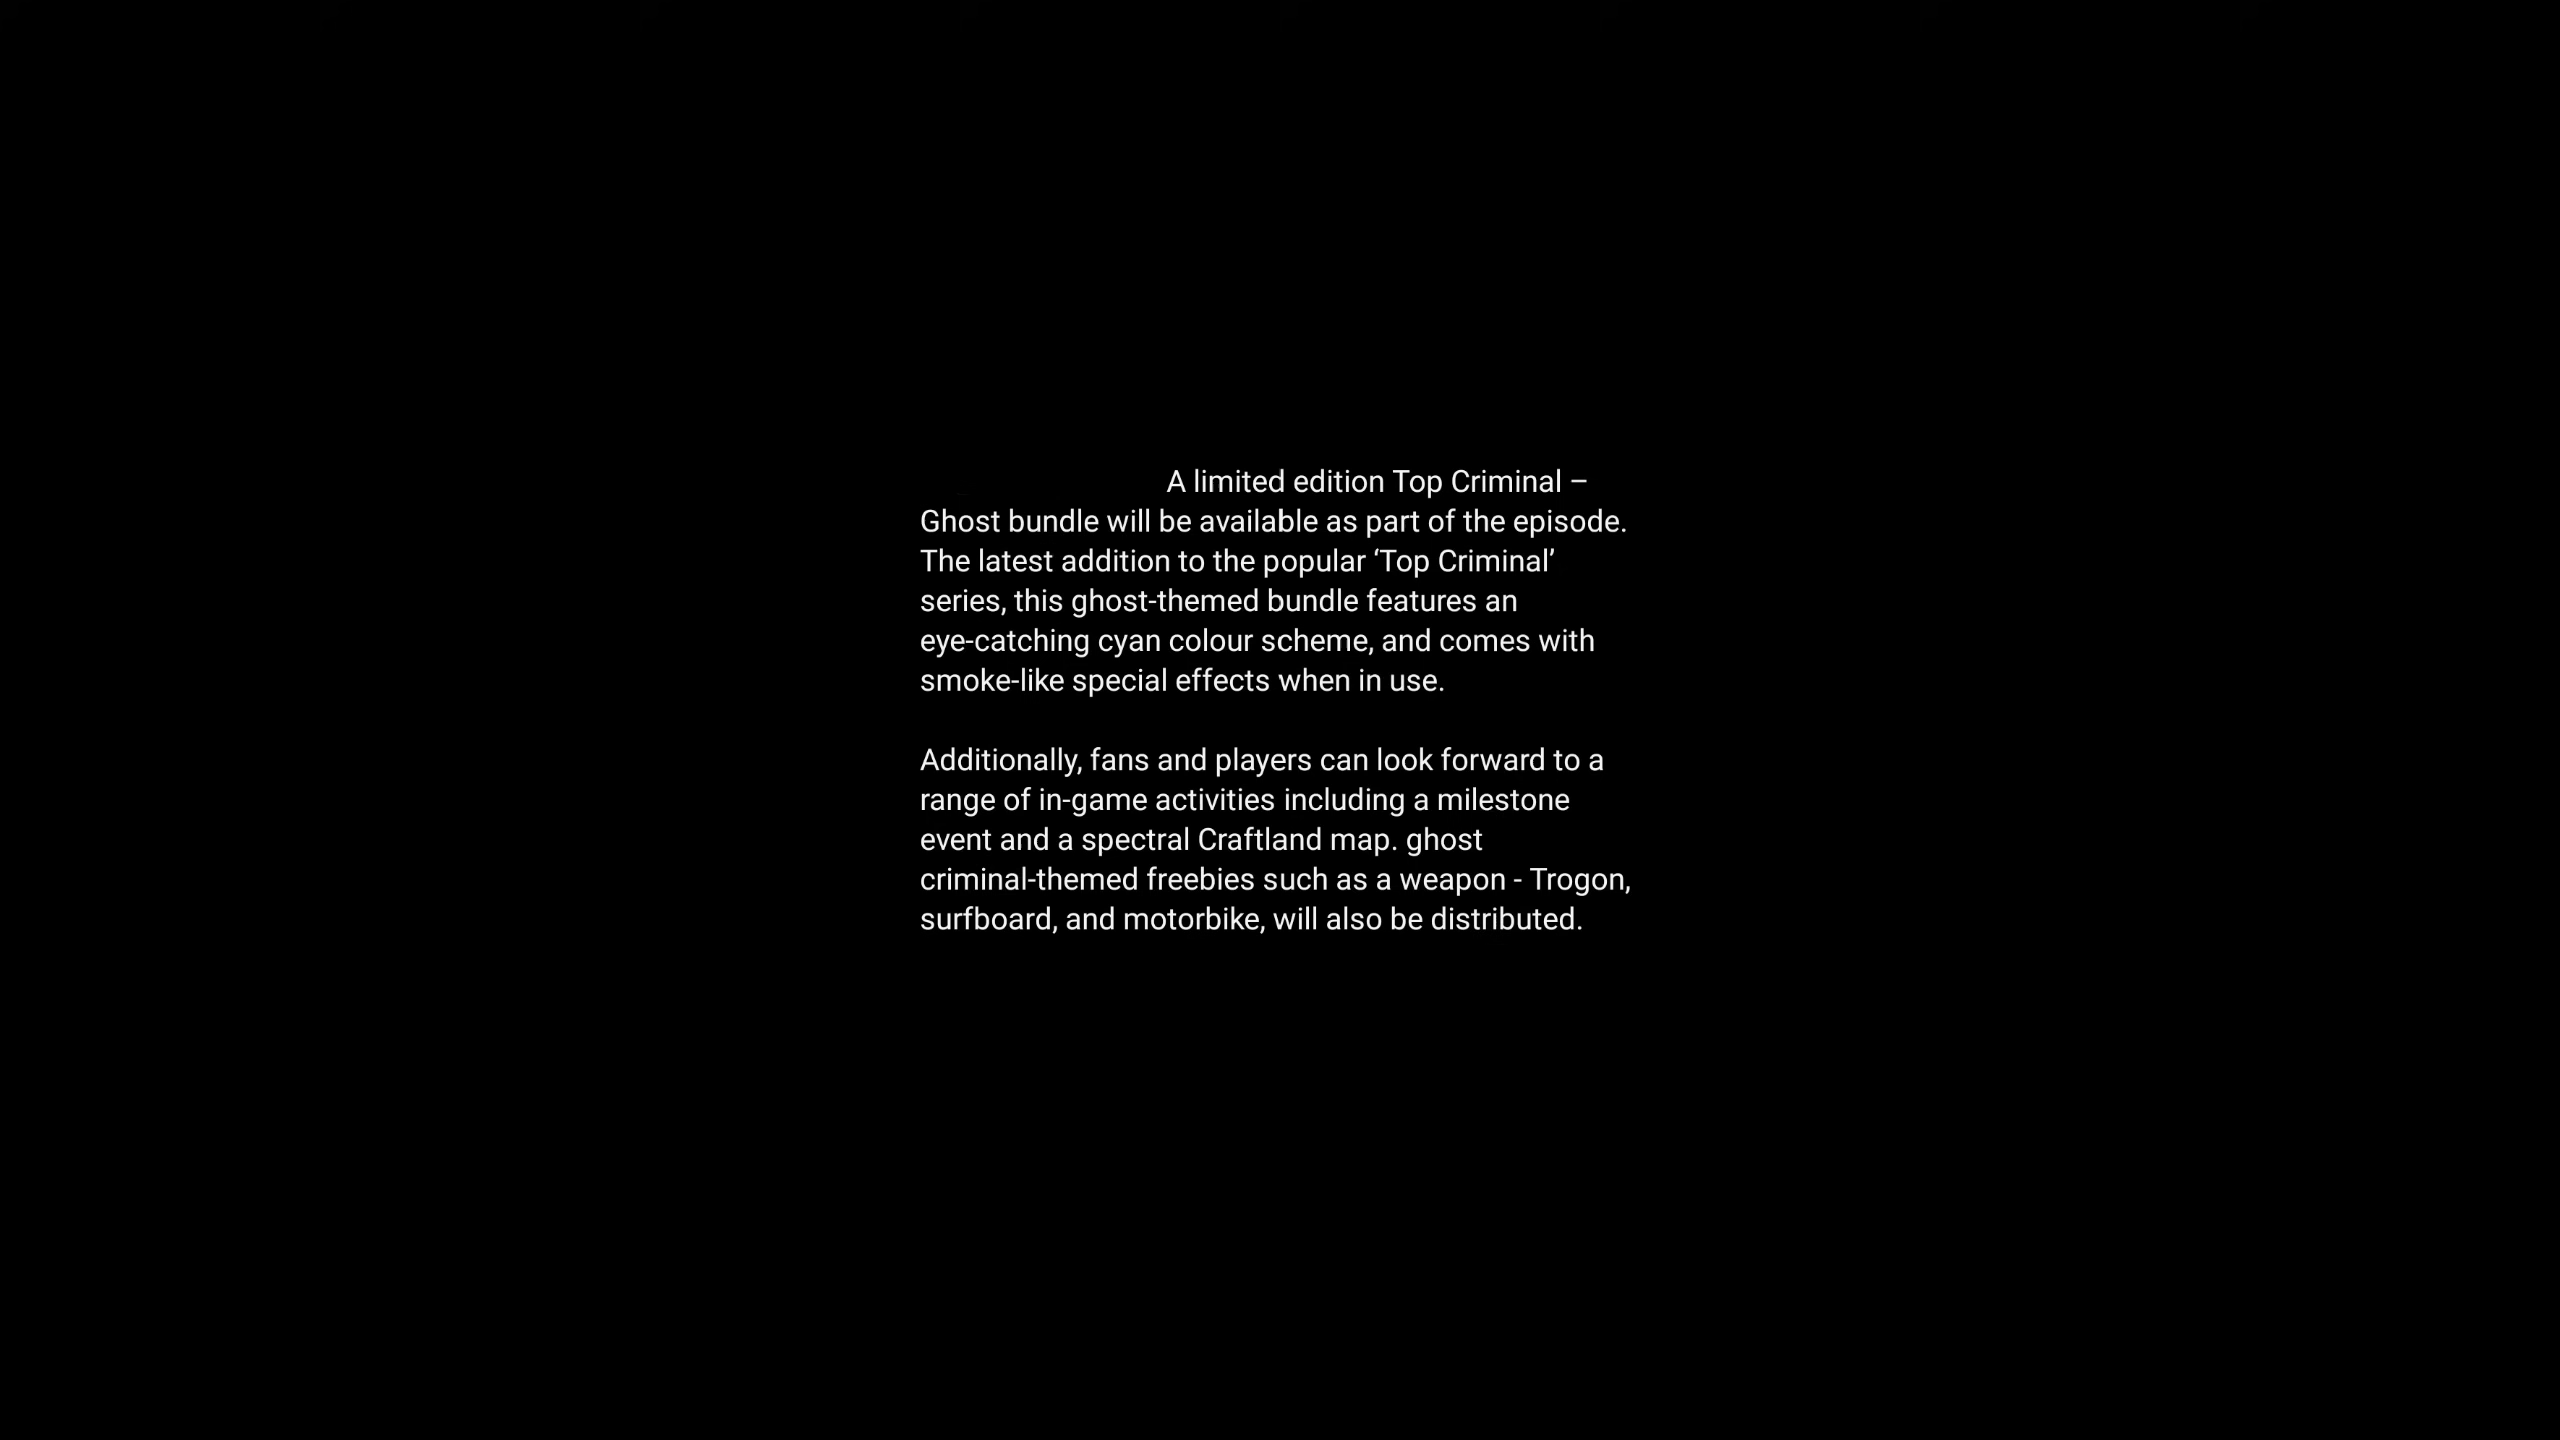 A limited edition Top Criminal –
Ghost bundle will be available as part of the episode.
The latest addition to the popular ‘Top Criminal’
series, this ghost-themed bundle features an
eye-catching cyan colour scheme, and comes with
smoke-like special effects when in use.
Additionally, fans and players can look forward to a
range of in-game activities including a milestone
event and a spectral Craftland map. ghost
criminal-themed freebies such as a weapon - Trogon,
surfboard, and motorbike, will also be distributed.